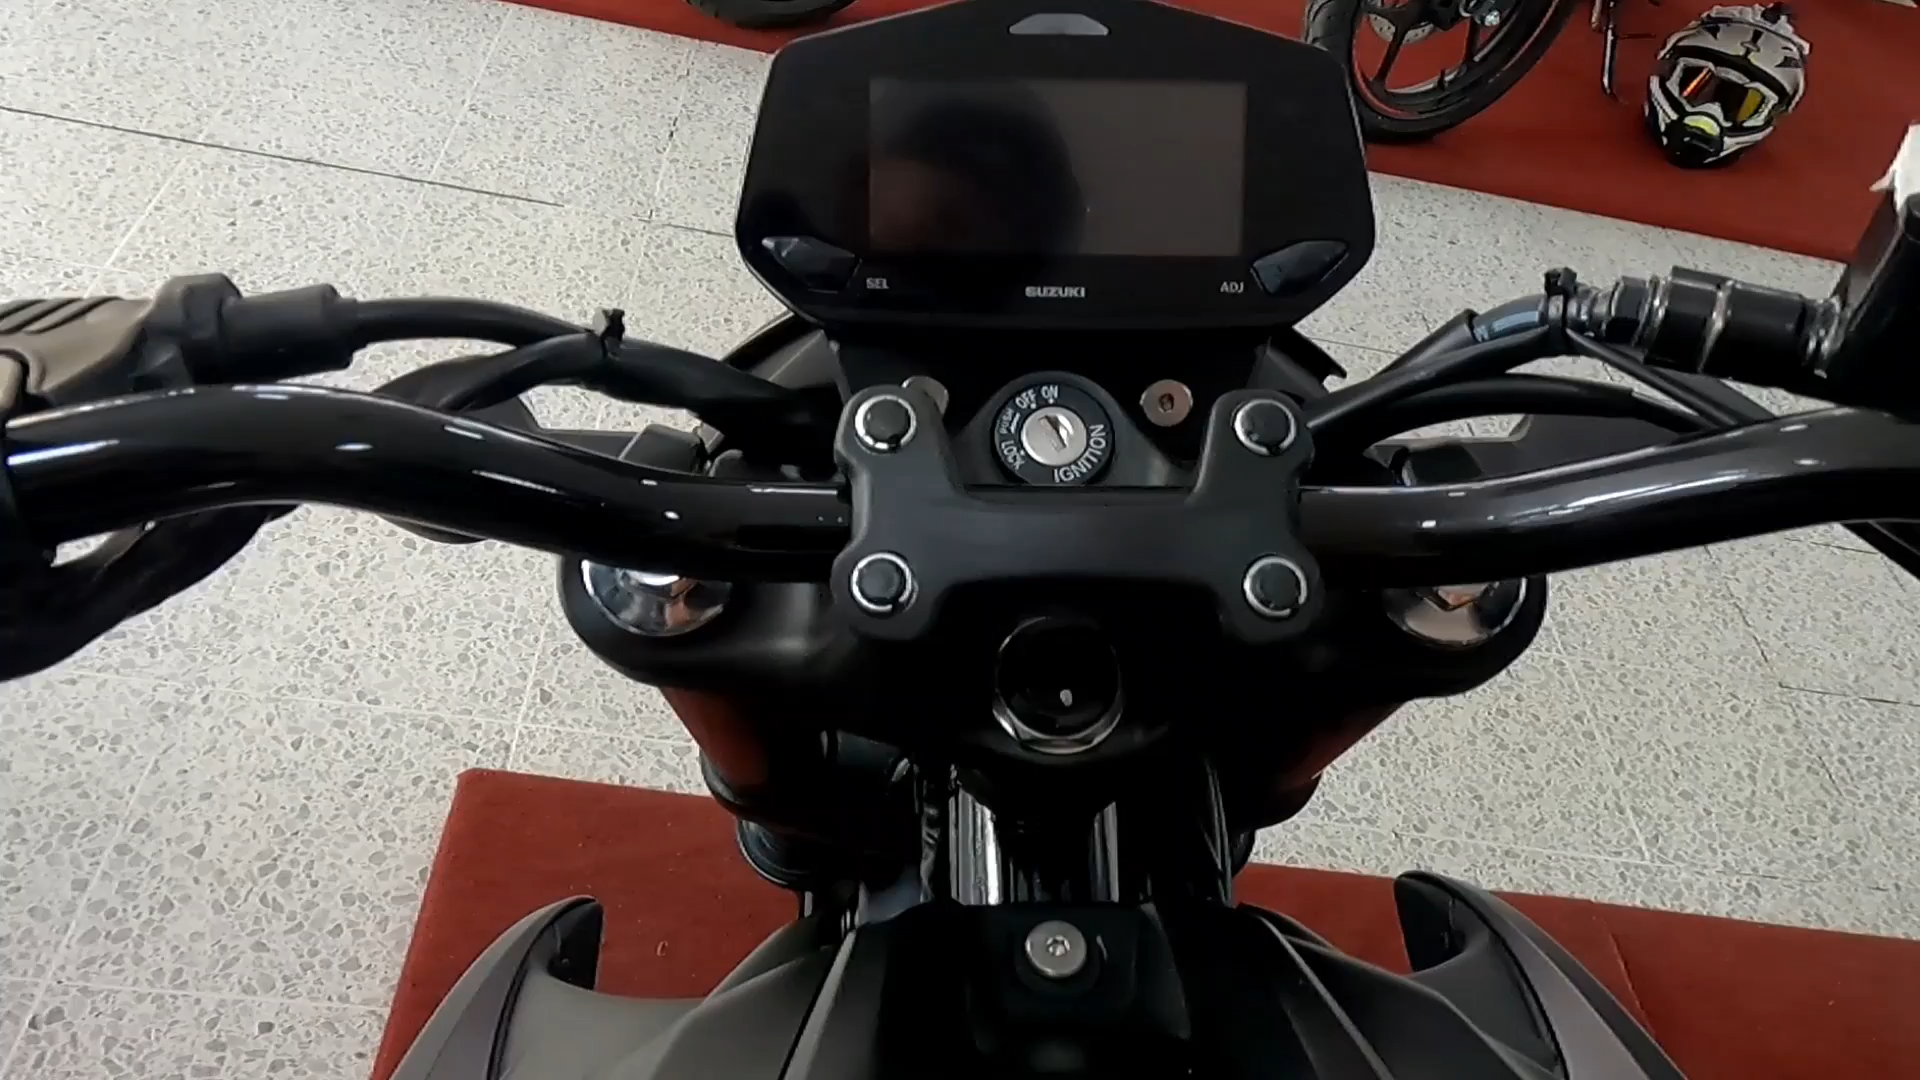 SEL
SUZUKI
ADJ
ON
OFF
PUSH
LOCK
IGNITION